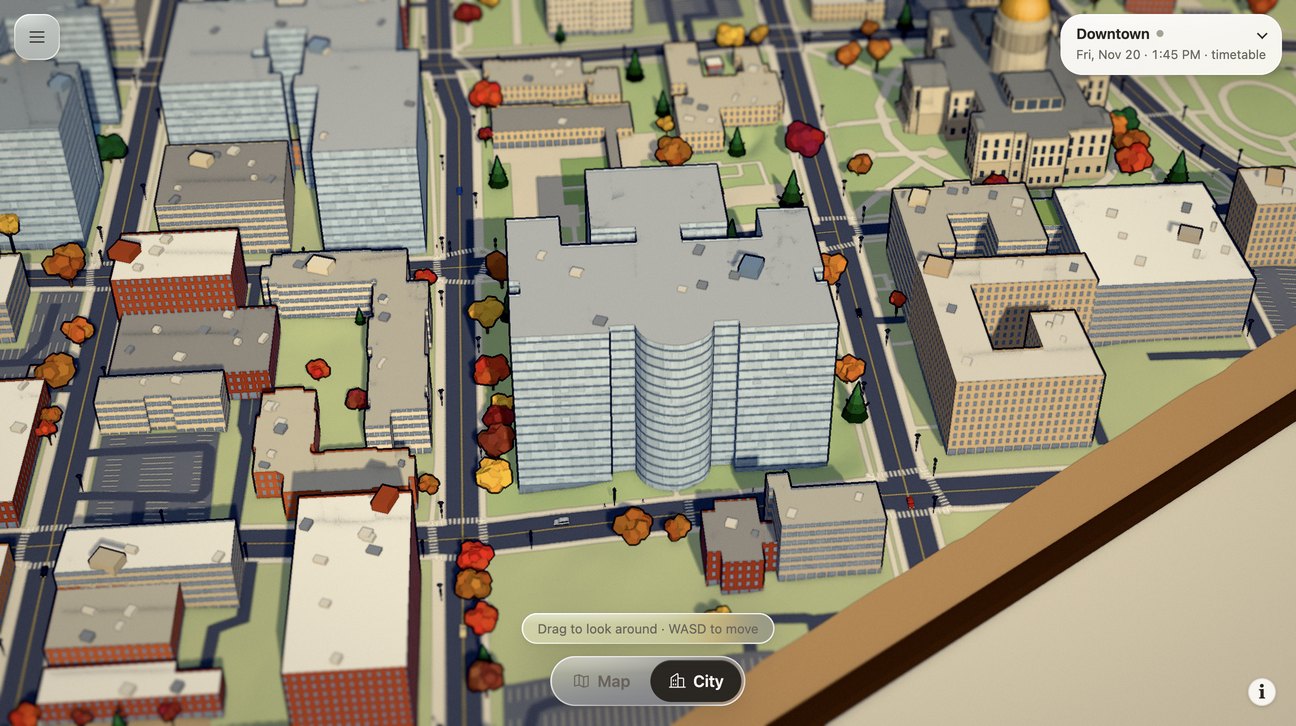 Downtown
Fri, Nov 20 · 1:45 PM · timetable
Drag to look around · WASD to move
Map
City
i